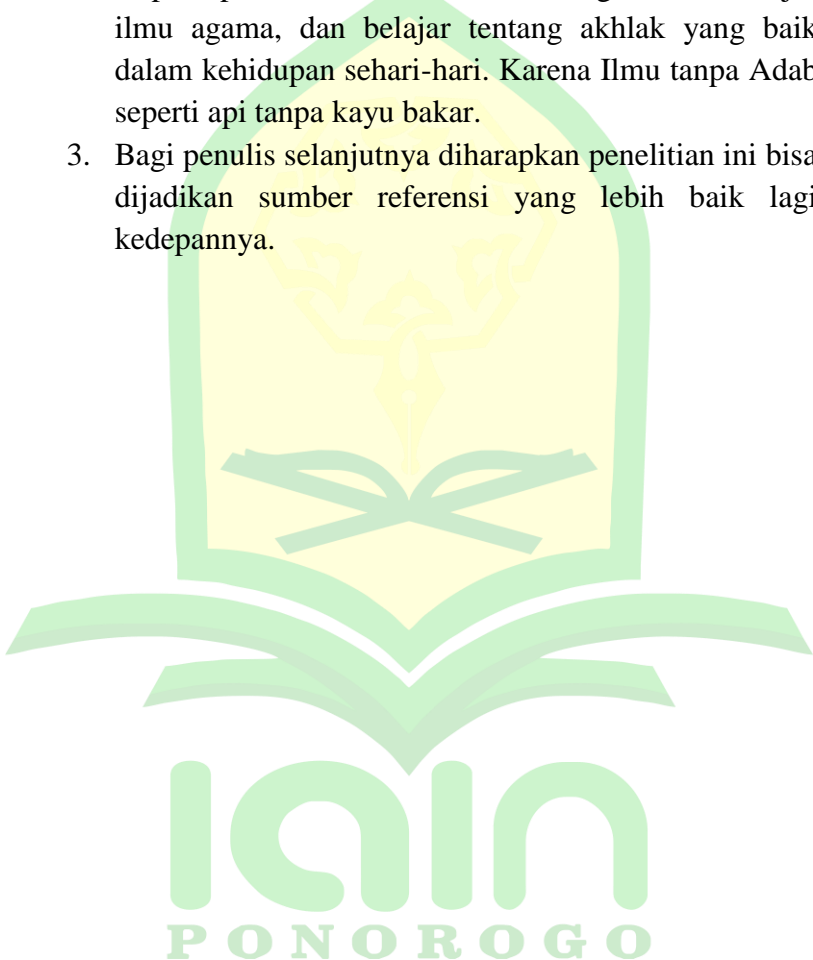 ilmu agama, dan belajar tentang akhlak yang baik
dalam kehidupan sehari-hari. Karena Ilmu tanpa Adab
seperti api tanpa kayu bakar.
3. Bagi penulis selanjutnya diharapkan penelitian ini bisa
dijadikan sumber referensi yang lebih baik lagi
kedepannya.
iain
PONOROGO